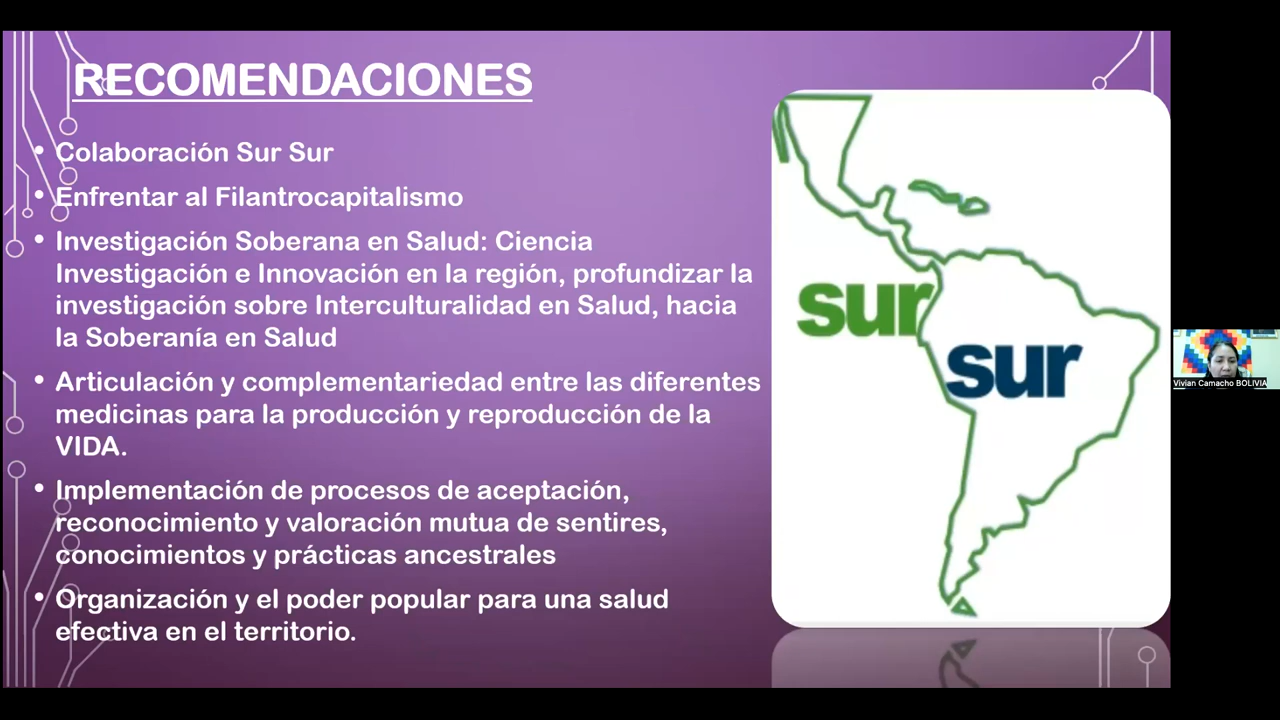 RECOMENDACIONES
• Colaboración Sur Sur
• Enfrentar al Filantrocapitalismo
• Investigación Soberana en Salud: Ciencia
Investigación e Innovación en la región, profundizar la
investigación sobre Interculturalidad en Salud, hacia
la Soberanía en Salud
• Articulación y complementariedad entre las diferentes
medicinas para la producción y reproducción de la
VIDA.
• Implementación de procesos de aceptación,
reconocimiento y valoración mutua de sentires,
conocimientos y prácticas ancestrales
• Organización y el poder popular para una salud
efectiva en el territorio.
sur
sur
Vivian Camacho BOLIVIA